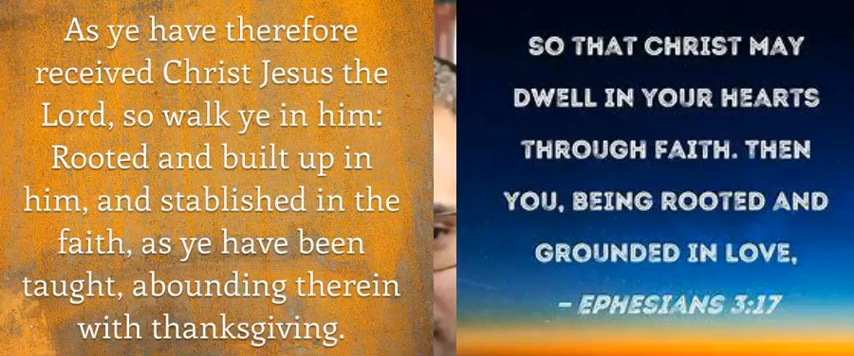 As ye have therefore
received Christ Jesus the
Lord, so walk ye in him:
Rooted and built up in
him, and stablished in the
faith, as ye have been
taught, abounding therein
with thanksgiving.
SO THAT CHRIST MAY
DWELL IN YOUR HEARTS
THROUGH FAITH. THEN
YOU, BEING ROOTED AND
GROUNDED IN LOVE,
- EPHESIANS 3:17